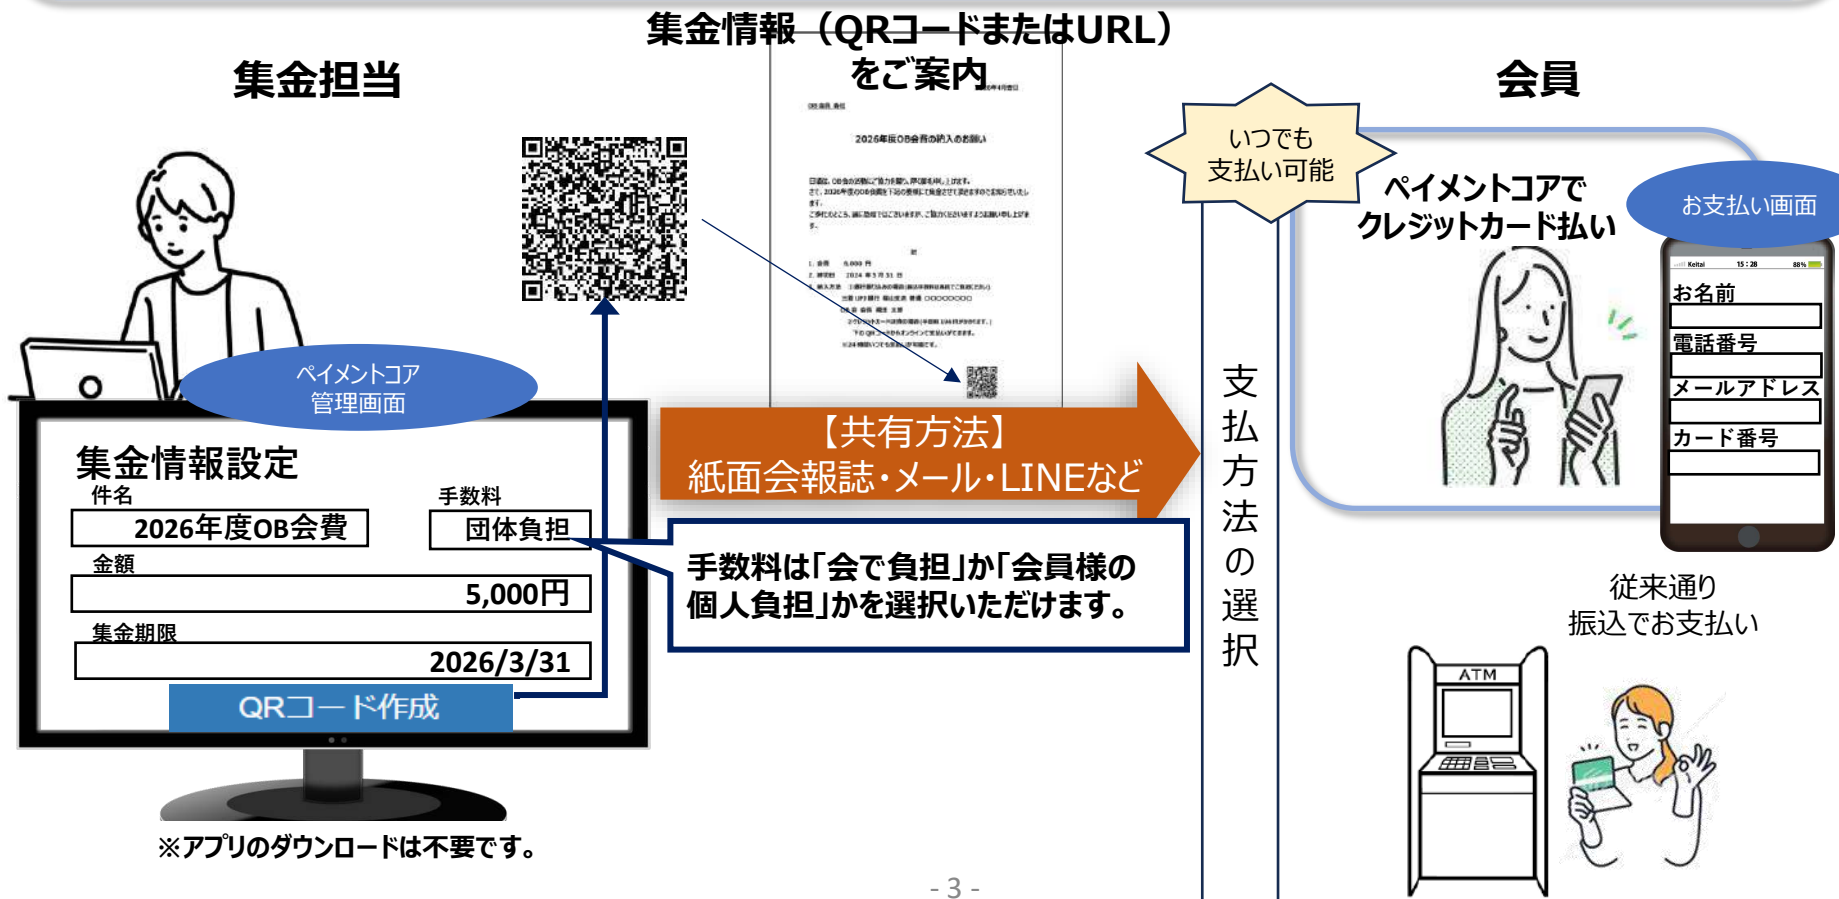 集金情報（QRコードまたはURL）
をご案内
集金担当
会員
2026年度OB会費の納入のお願い
いつでも
支払い可能
ペイメントコアで
クレジットカード払い
お支払い画面
Keitai 15：28 88%
お名前
電話番号
メールアドレス
カード番号
ペイメントコア
管理画面
集金情報設定
件名
手数料
2026年度OB会費
団体負担
金額
5,000円
集金期限
2026/3/31
QRコード作成
【共有方法】
紙面会報誌・メール・LINEなど
手数料は「会で負担」か「会員様の
個人負担」かを選択いただけます。
支払方法の選択
従来通り
振込でお支払い
ATM
※アプリのダウンロードは不要です。
- 3 -